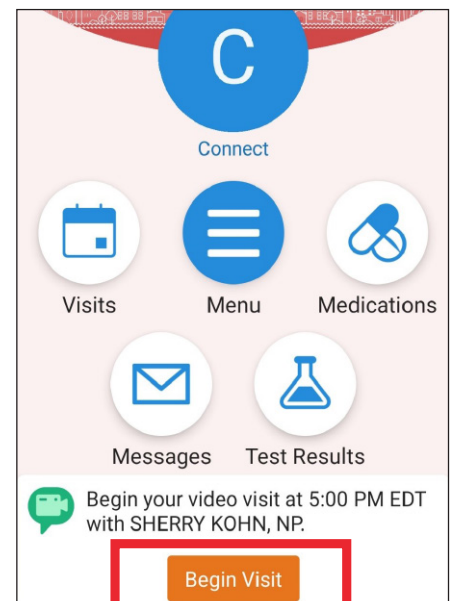 C
Connect
Visits Menu Medications
Messages Test Results
Begin your video visit at 5:00 PM EDT
with SHERRY KOHN, NP.
Begin Visit